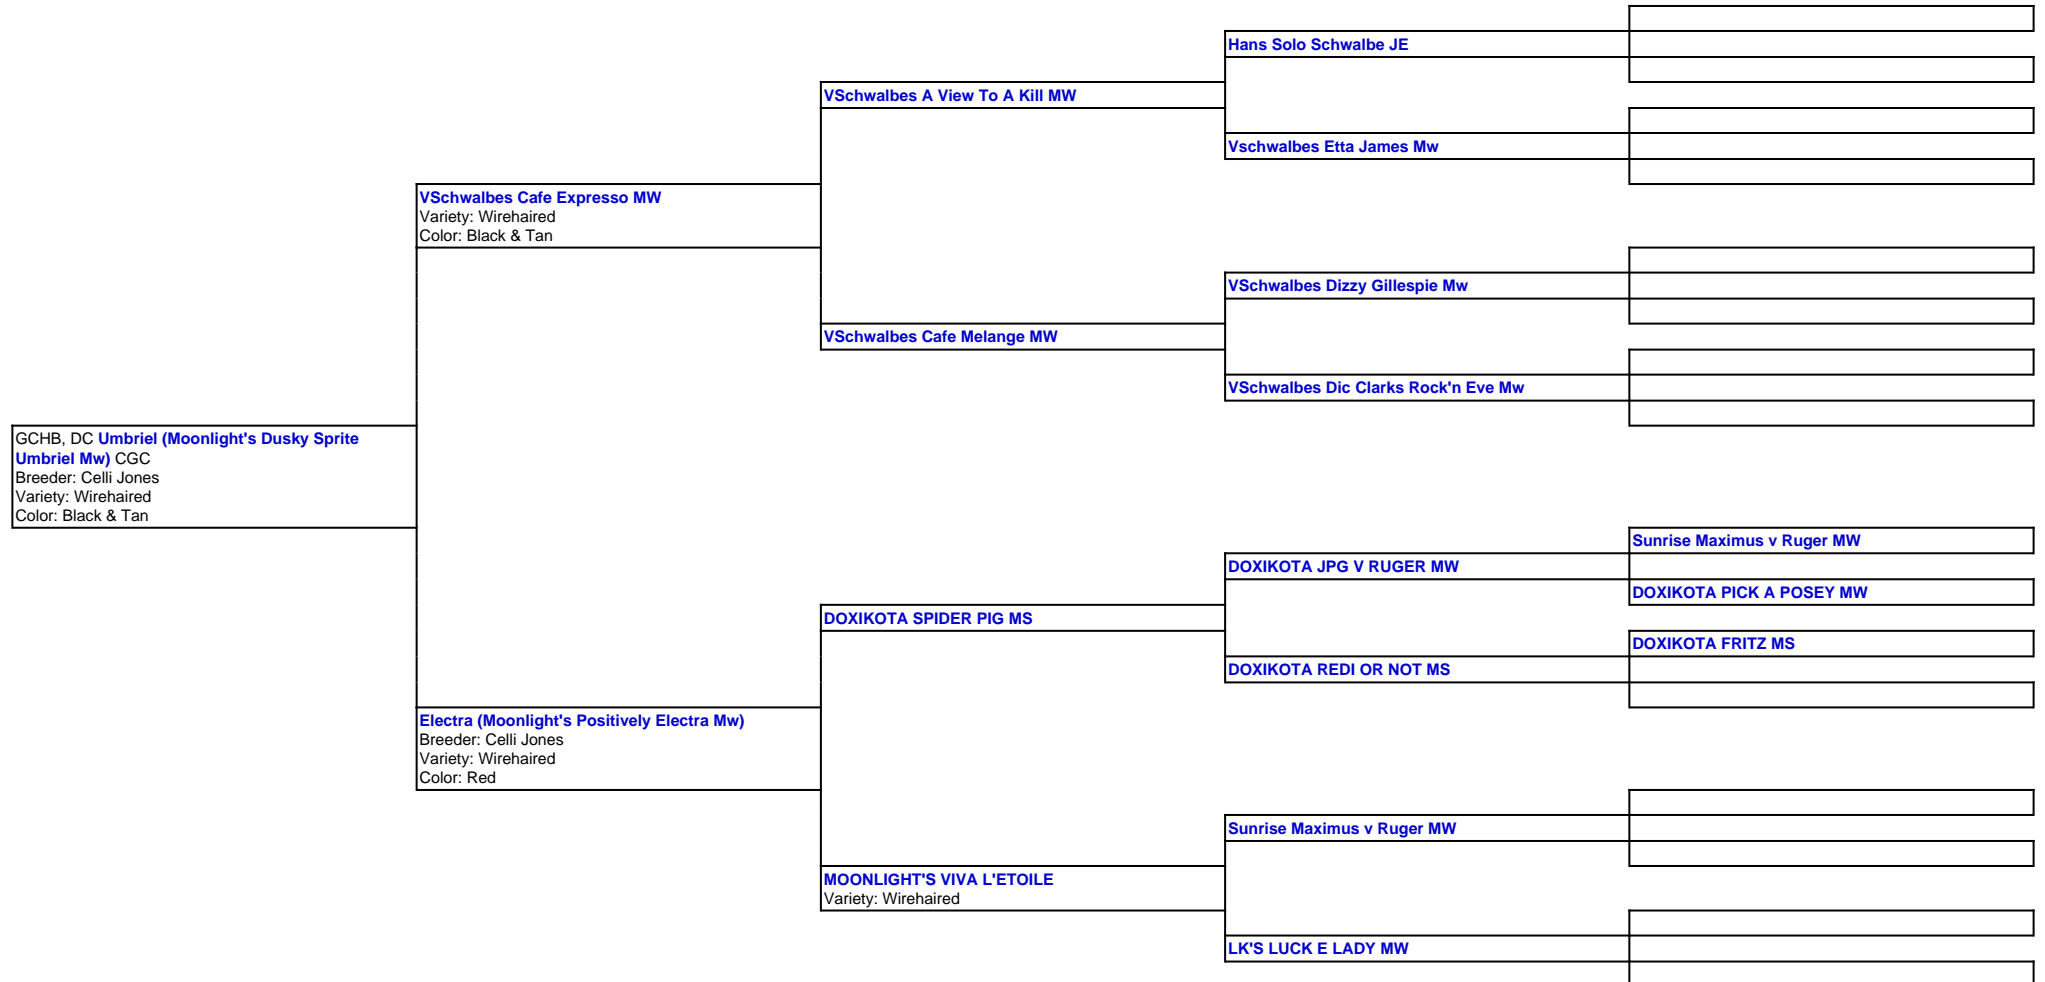 Hans Solo Schwalbe JE
VSchwalbes A View To A Kill MW
Vschwalbes Etta James Mw
VSchwalbes Cafe Expresso MW
Variety: Wirehaired
Color: Black & Tan
VSchwalbes Dizzy Gillespie Mw
VSchwalbes Cafe Melange MW
VSchwalbes Dic Clarks Rock'n Eve Mw
GCHB, DC Umbriel (Moonlight's Dusky Sprite
Umbriel Mw) CGC
Breeder: Celli Jones
Variety: Wirehaired
Color: Black & Tan
Sunrise Maximus v Ruger MW
DOXIKOTA JPG V RUGER MW
DOXIKOTA PICK A POSEY MW
DOXIKOTA SPIDER PIG MS
DOXIKOTA FRITZ MS
DOXIKOTA REDI OR NOT MS
Electra (Moonlight's Positively Electra Mw)
Breeder: Celli Jones
Variety: Wirehaired
Color: Red
Sunrise Maximus v Ruger MW
MOONLIGHT'S VIVA L'ETOILE
Variety: Wirehaired
LK'S LUCK E LADY MW